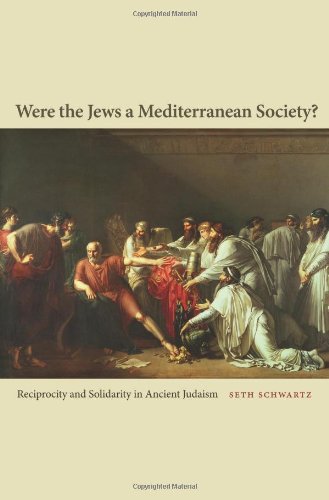 Were the Jews a Mediterranean Society?
Reciprocity and Solidarity in Ancient Judaism SETH SCHWARTZ